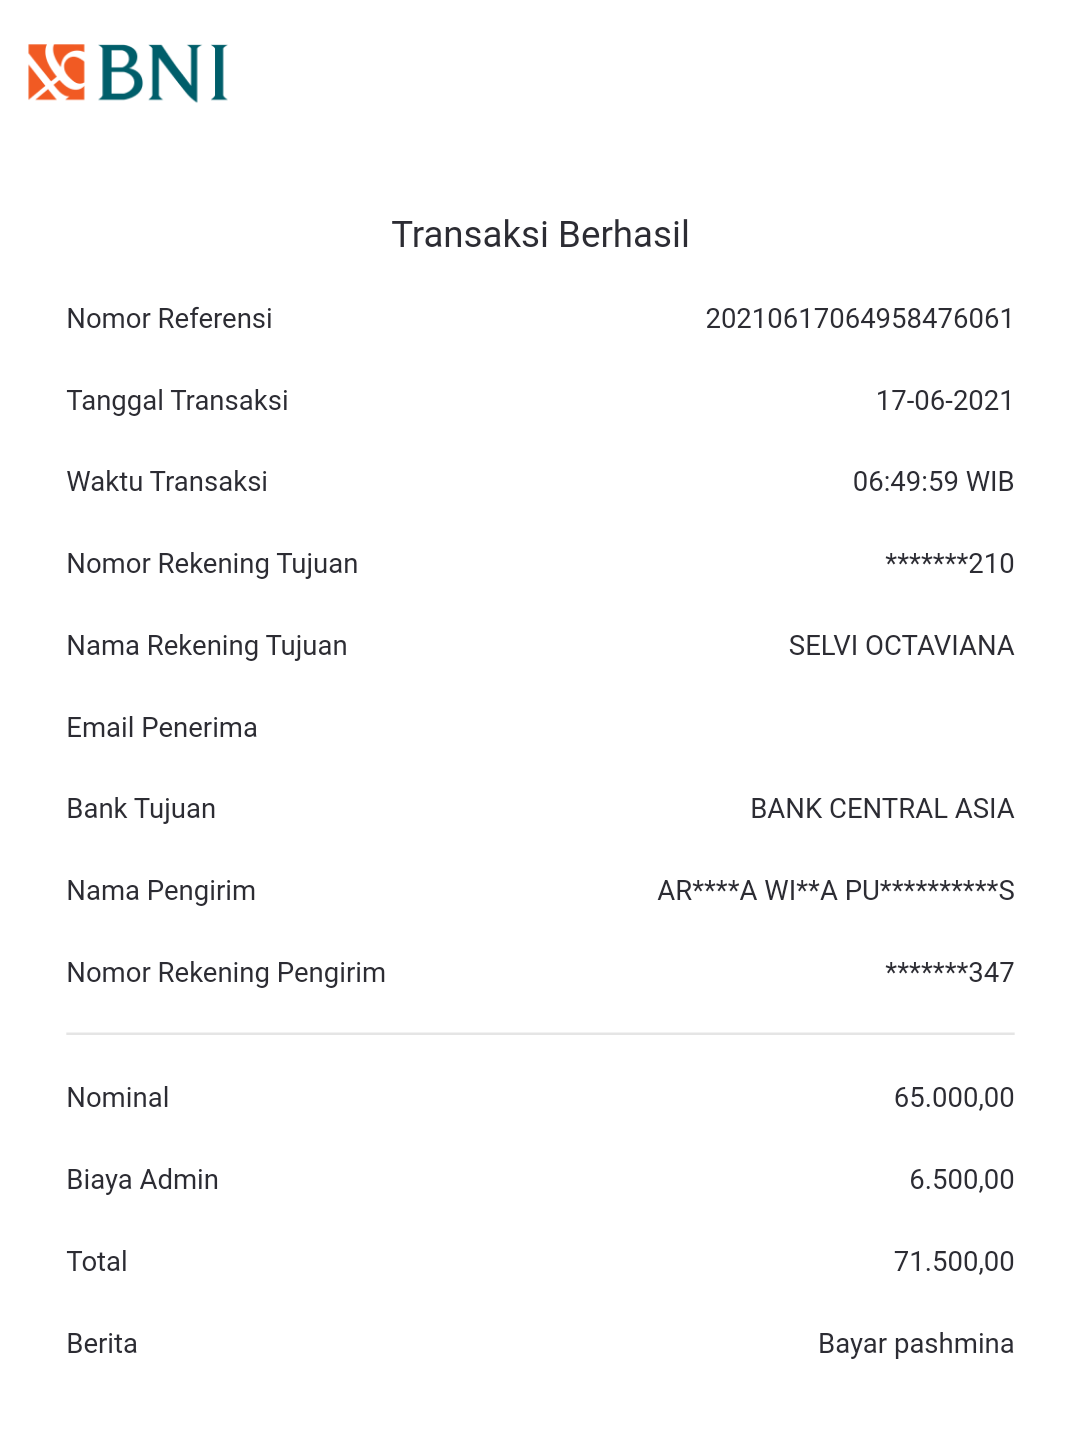 BNI
Transaksi Berhasil
Nomor Referensi 20210617064958476061
Tanggal Transaksi 17-06-2021
Waktu Transaksi 06:49:59 WIB
Nomor Rekening Tujuan *******210
Nama Rekening Tujuan SELVI OCTAVIANA
Email Penerima
Bank Tujuan BANK CENTRAL ASIA
Nama Pengirim AR****A WI**A PU**********S
Nomor Rekening Pengirim *******347
Nominal 65.000,00
Biaya Admin 6.500,00
Total 71.500,00
Berita Bayar pashmina